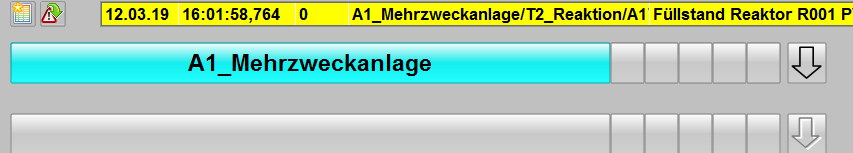 12.03.19 16:01:58,764 0 A1_Mehrzweckanlage/T2_Reaktion/A1 Füllstand Reaktor R001
A1_Mehrzweckanlage